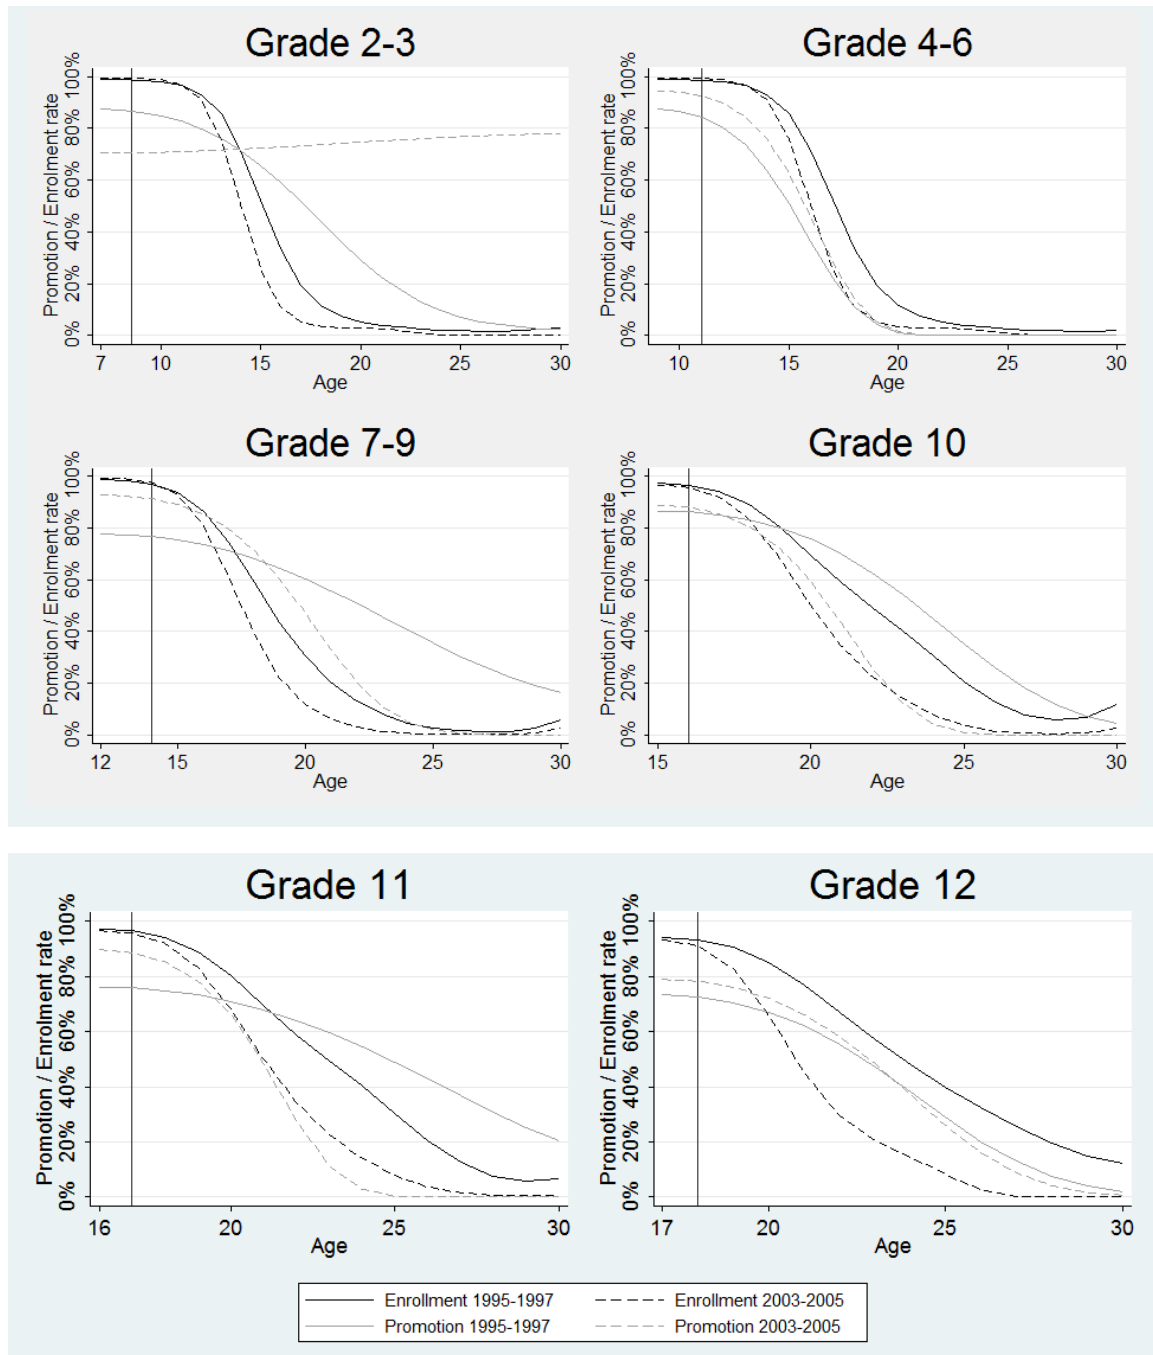 Grade 2-3
Grade 4-6
Promotion / Enrolment rate
0% 20% 40% 60% 80% 100%
7 10 15 20 25 30
Age
Promotion / Enrolment rate
0% 20% 40% 60% 80% 100%
10 15 20 25 30
Age
Grade 7-9
Grade 10
Promotion / Enrolment rate
0% 20% 40% 60% 80% 100%
12 15 20 25 30
Age
Promotion / Enrolment rate
0% 20% 40% 60% 80% 100%
15 20 25 30
Age
Grade 11
Grade 12
Promotion / Enrolment rate
0% 20% 40% 60% 80% 100%
16 20 25 30
Age
Promotion / Enrolment rate
0% 20% 40% 60% 80% 100%
17 20 25 30
Age
Enrollment 1995-1997
Enrollment 2003-2005
Promotion 1995-1997
Promotion 2003-2005